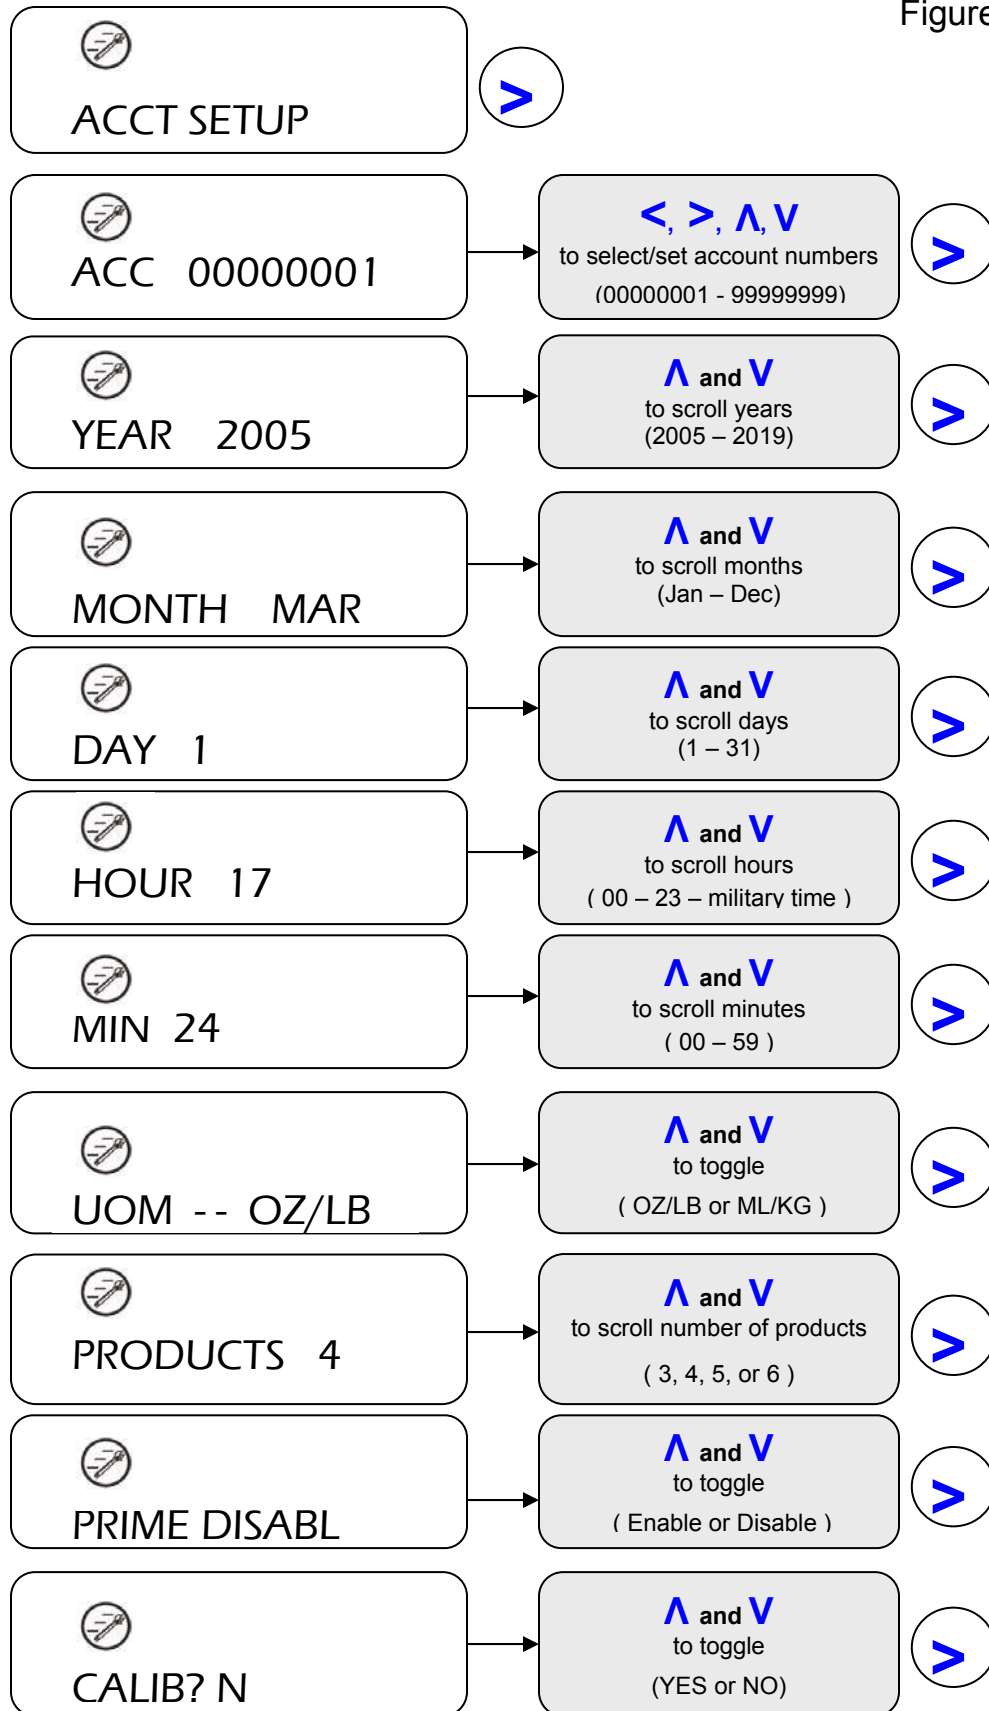 Figure
ACCT SETUP
>
ACC 00000001
<, >, Λ, V
to select/set account numbers
(00000001 - 99999999)
>
YEAR 2005
Λ and V
to scroll years
(2005 – 2019)
>
MONTH MAR
Λ and V
to scroll months
(Jan – Dec)
>
DAY 1
Λ and V
to scroll days
(1 – 31)
>
HOUR 17
Λ and V
to scroll hours
( 00 – 23 – military time )
>
MIN 24
Λ and V
to scroll minutes
( 00 – 59 )
>
UOM -- OZ/LB
Λ and V
to toggle
( OZ/LB or ML/KG )
>
PRODUCTS 4
Λ and V
to scroll number of products
( 3, 4, 5, or 6 )
>
PRIME DISABL
Λ and V
to toggle
( Enable or Disable )
>
CALIB? N
Λ and V
to toggle
(YES or NO)
>